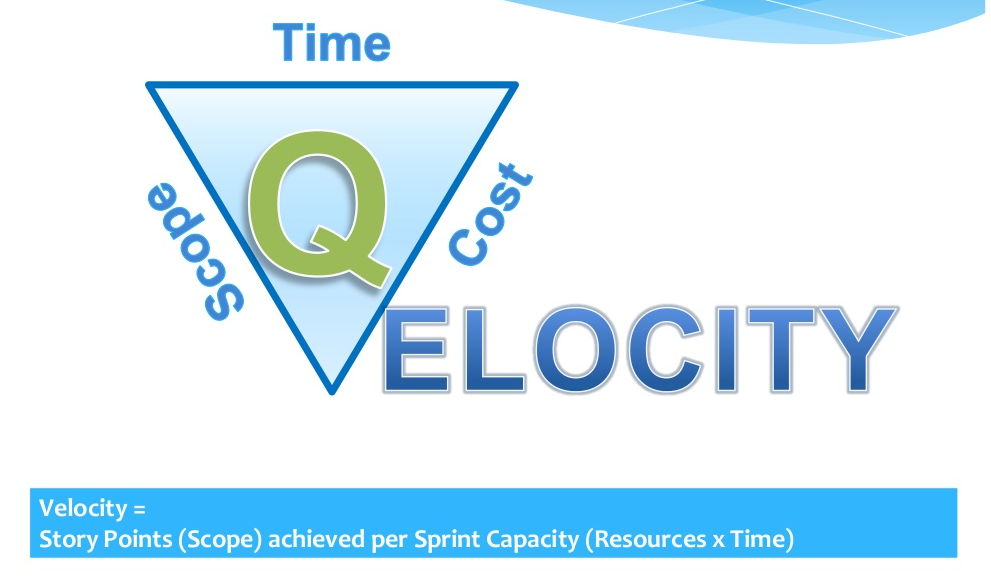 Time
Scope
Q
Cost
ELOCITY
Velocity =
Story Points (Scope) achieved per Sprint Capacity (Resources x Time)